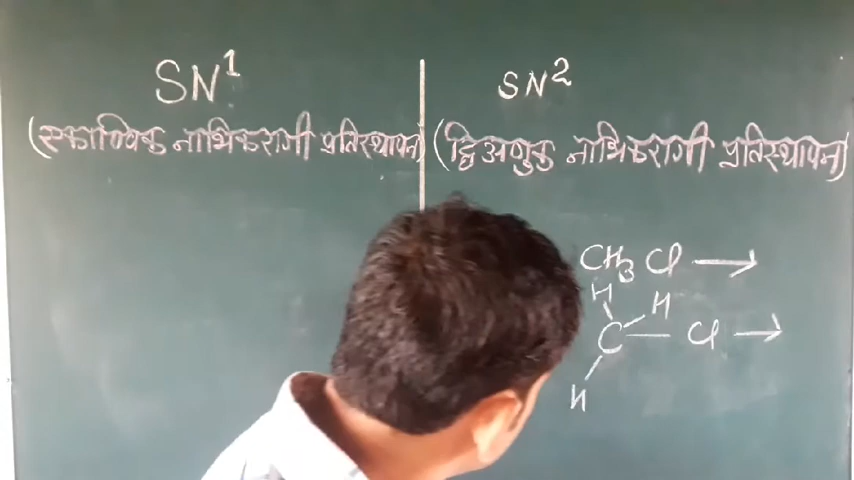 SN¹
(एकाण्विक नाभिकरागी प्रतिस्थापन)
SN²
(द्विअणुक नाभिकरागी प्रतिस्थापन)
CH₃ Cl →
H
H
C — Cl →
H